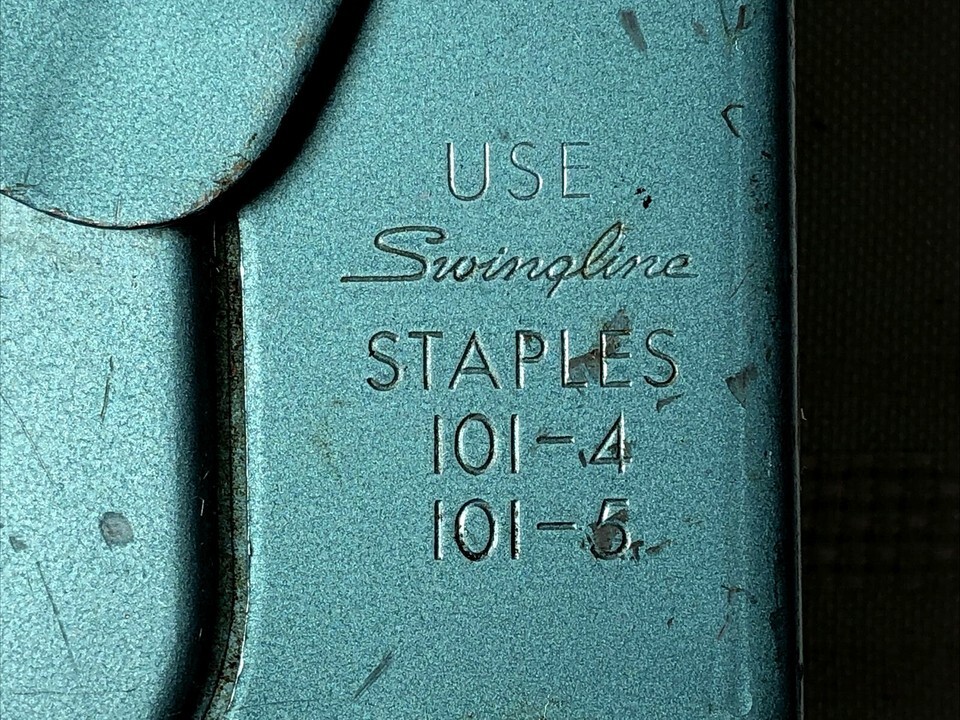 USE
Swingline
STAPLES
101-4
101-5